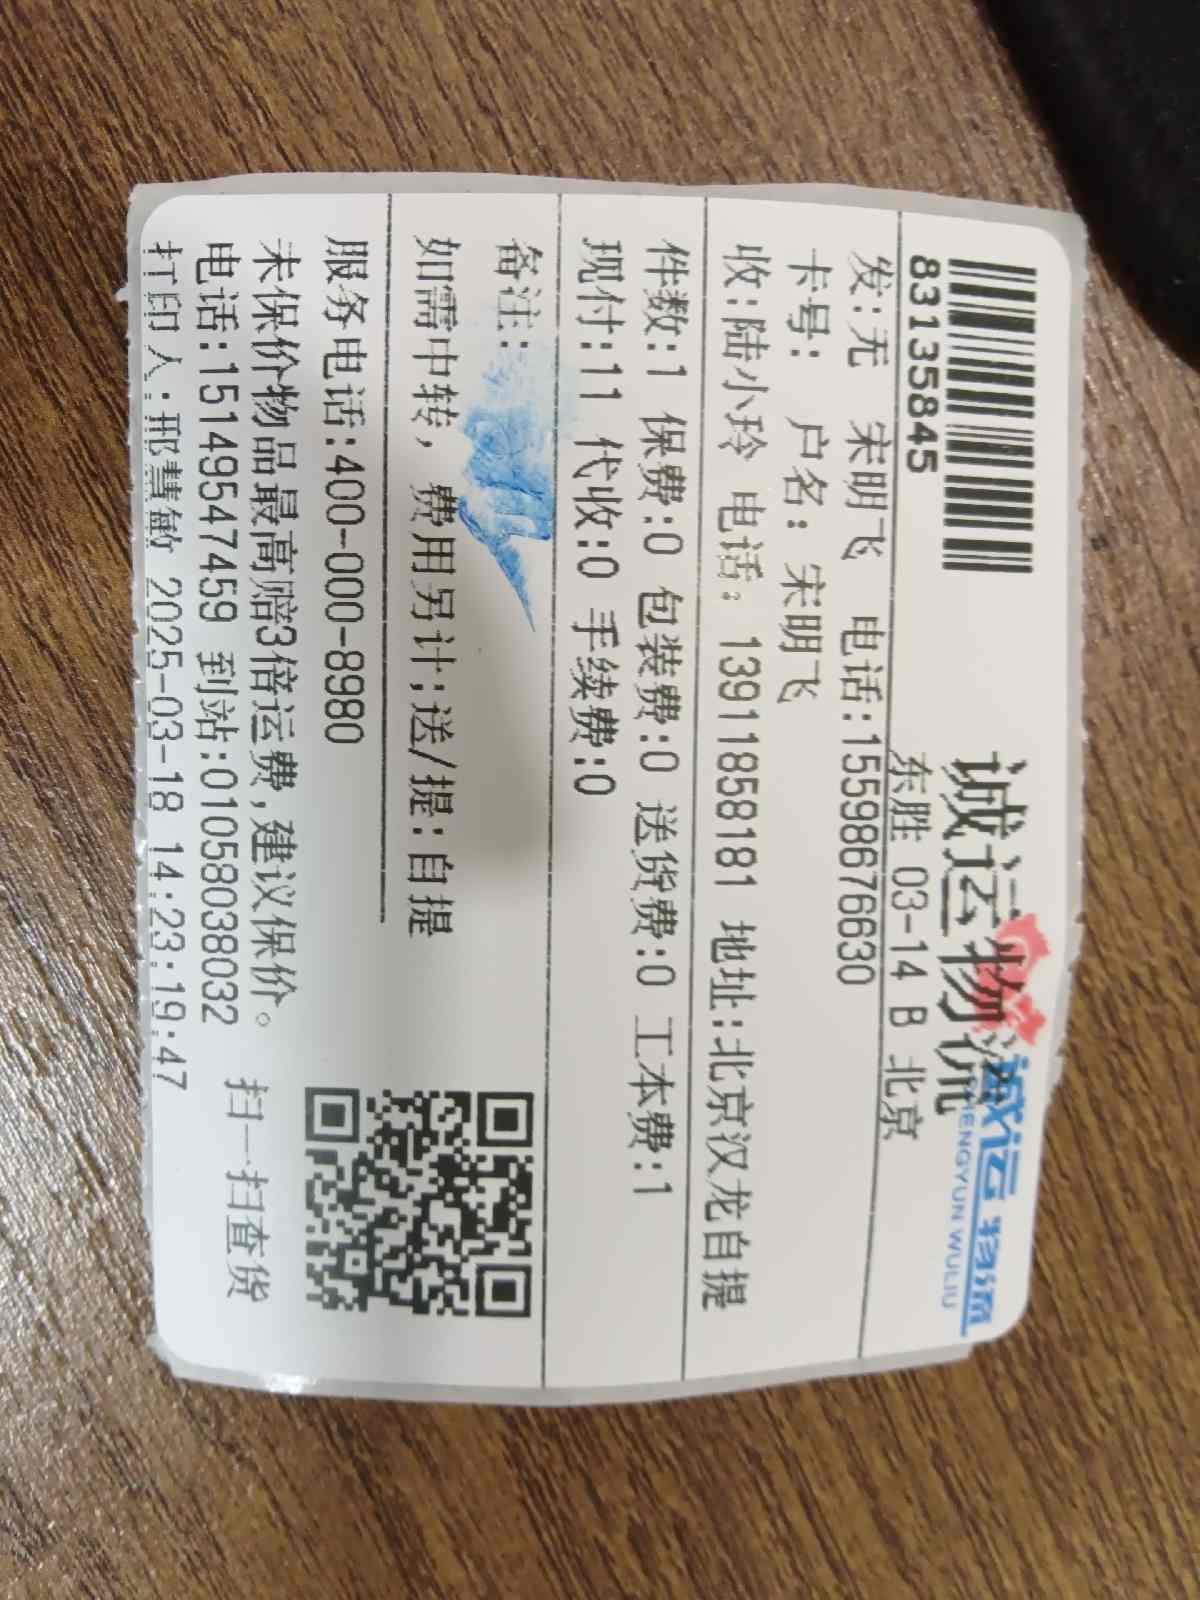 诚运物流
诚运物流
CHENGYUN WULIU
83135845
东胜 03-14 B 北京
发:无 宋明飞 电话:15598676630
卡号: 户名: 宋明飞
收:陆小玲 电话: 13911858181 地址:北京汉龙自提
件数:1 保费:0 包装费:0 送货费:0 工本费:1
现付:11 代收:0 手续费:0
备注:
如需中转, 费用另计;送/提:自提
服务电话:400-000-8980
未保价物品最高赔3倍运费,建议保价。
电话:15149547459 到站:01058038032
扫一扫查货
打印人:邢慧敏 2025-03-18 14:23:19:47